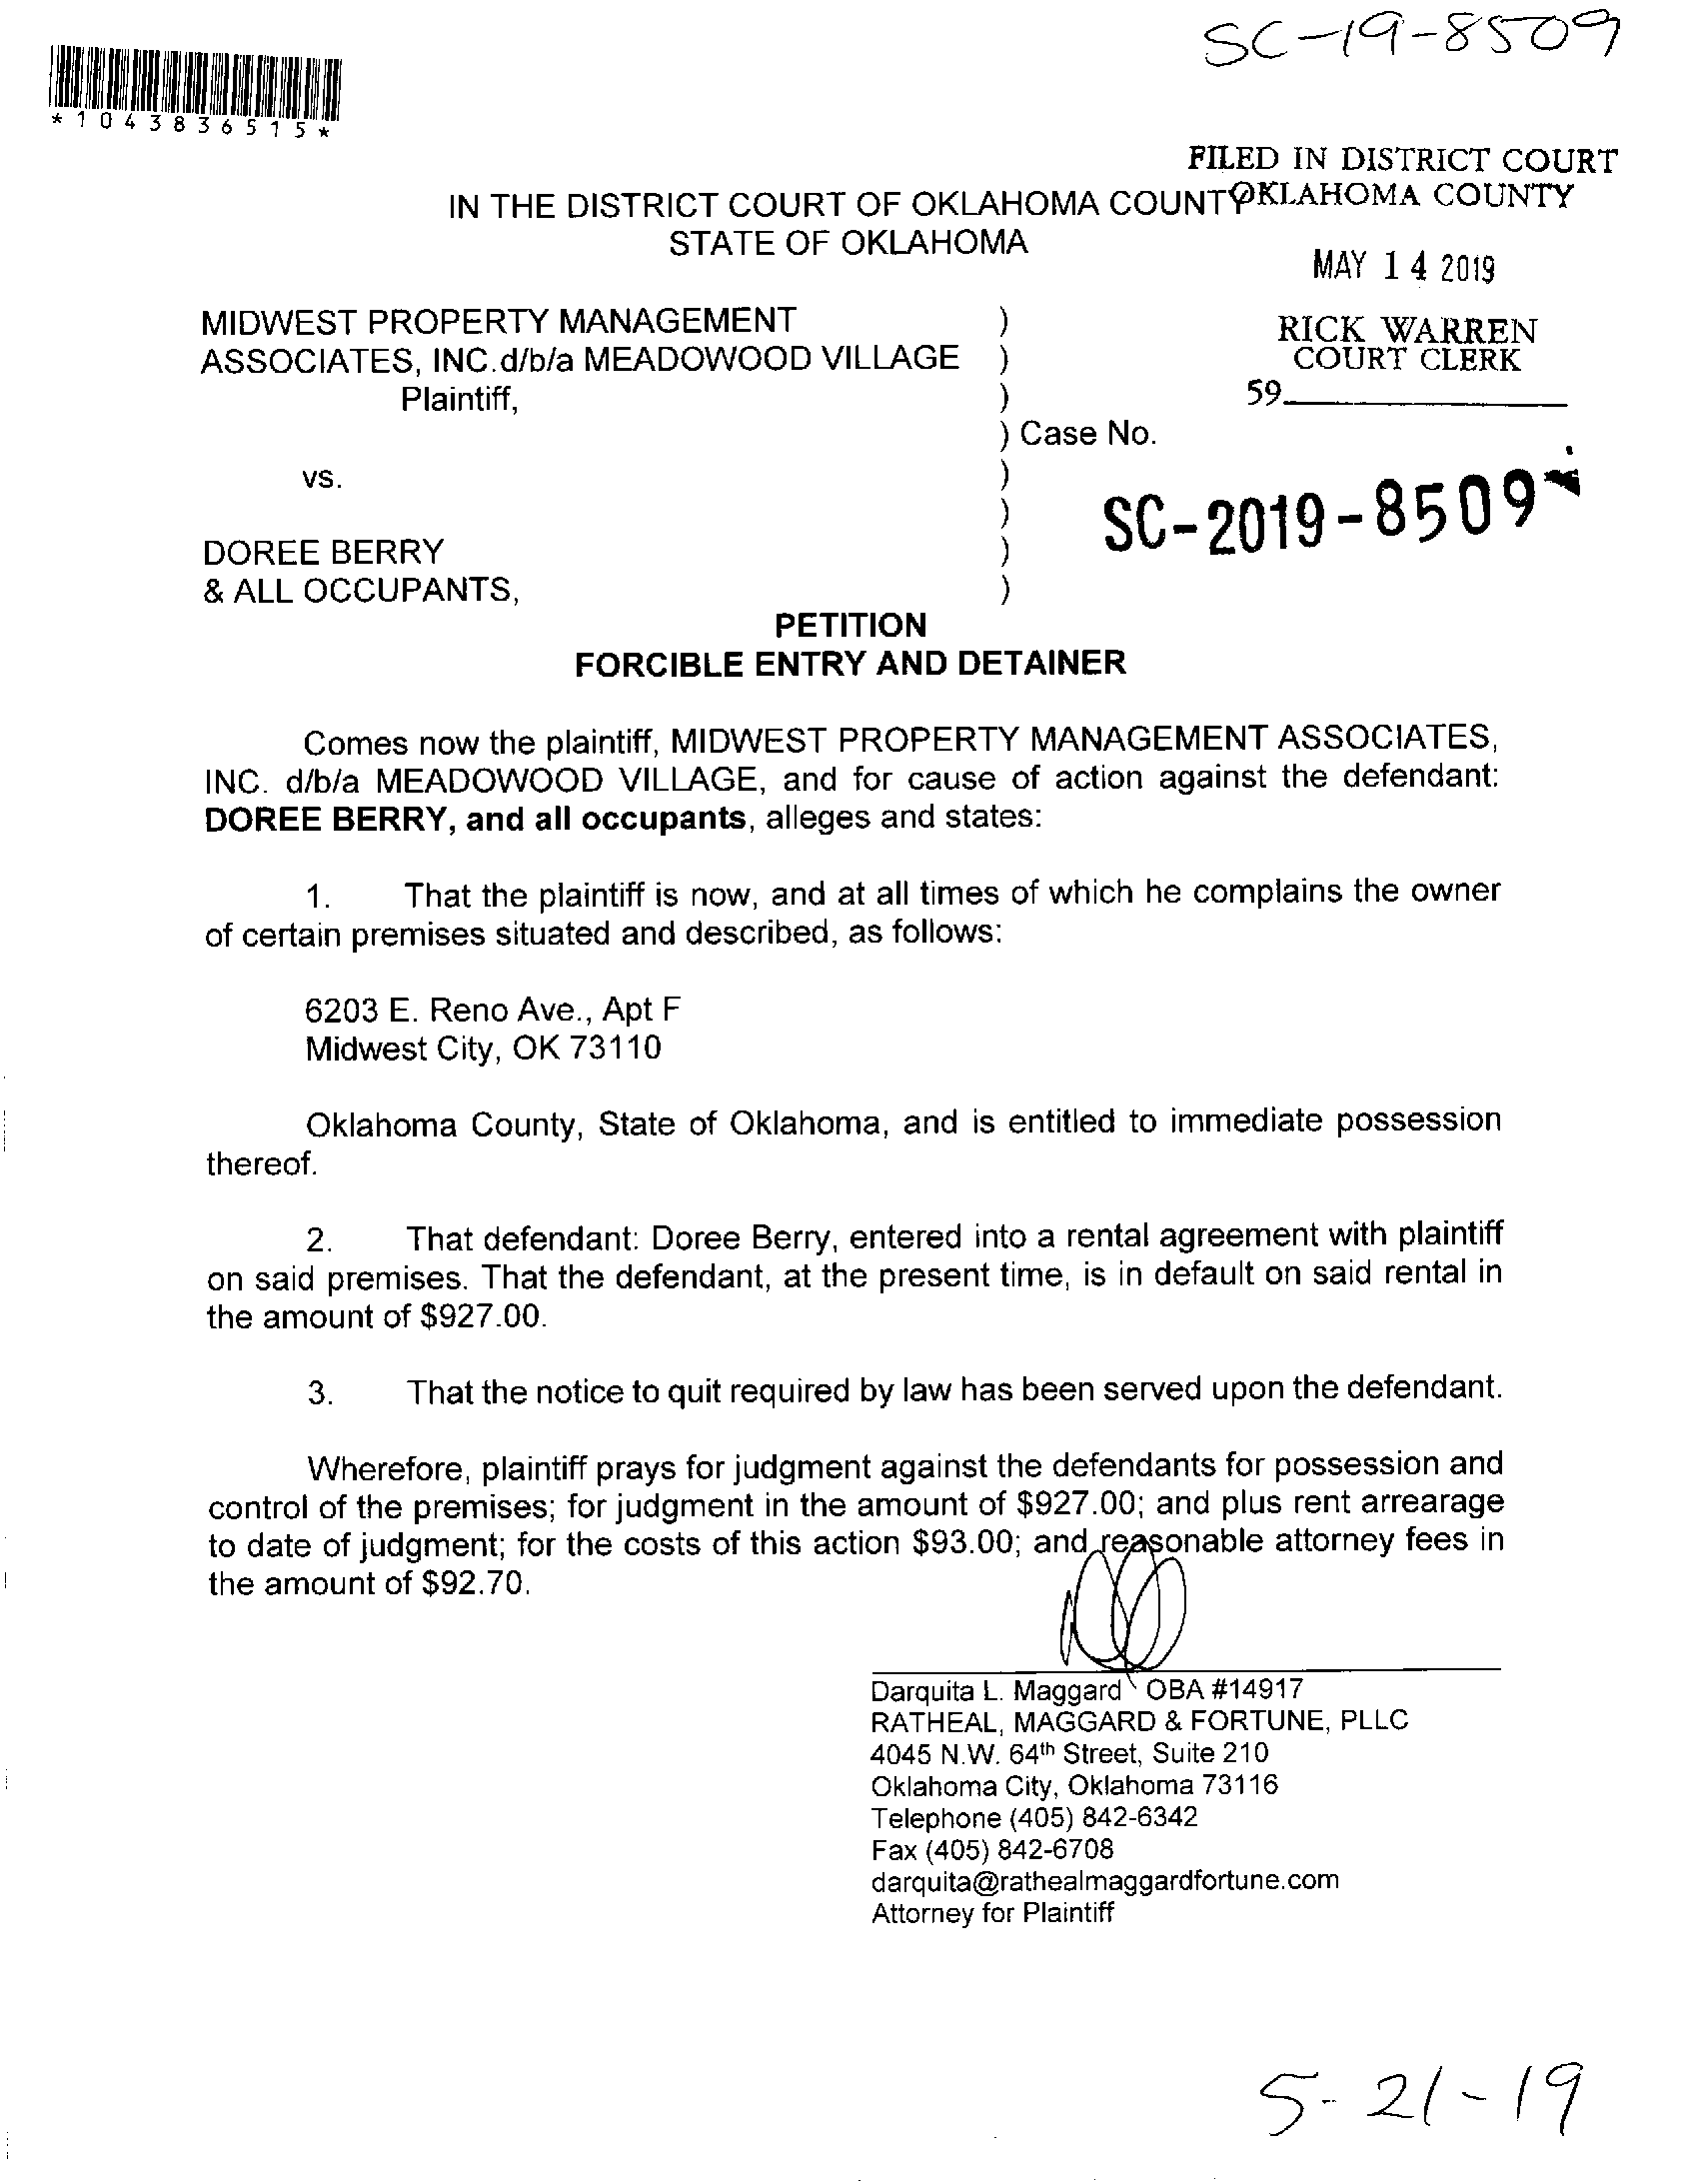 SC-19-8509
*1043836515*
FILED IN DISTRICT COURT
OKLAHOMA COUNTY
IN THE DISTRICT COURT OF OKLAHOMA COUNTY
STATE OF OKLAHOMA
MAY 14 2019
RICK WARREN
COURT CLERK
59
MIDWEST PROPERTY MANAGEMENT )
ASSOCIATES, INC.d/b/a MEADOWOOD VILLAGE )
Plaintiff, )
) Case No.
vs. )
) SC-2019-8509
DOREE BERRY )
& ALL OCCUPANTS, )
PETITION
FORCIBLE ENTRY AND DETAINER
Comes now the plaintiff, MIDWEST PROPERTY MANAGEMENT ASSOCIATES,
INC. d/b/a MEADOWOOD VILLAGE, and for cause of action against the defendant:
DOREE BERRY, and all occupants, alleges and states:
1. That the plaintiff is now, and at all times of which he complains the owner
of certain premises situated and described, as follows:
6203 E. Reno Ave., Apt F
Midwest City, OK 73110
Oklahoma County, State of Oklahoma, and is entitled to immediate possession
thereof.
2. That defendant: Doree Berry, entered into a rental agreement with plaintiff
on said premises. That the defendant, at the present time, is in default on said rental in
the amount of $927.00.
3. That the notice to quit required by law has been served upon the defendant.
Wherefore, plaintiff prays for judgment against the defendants for possession and
control of the premises; for judgment in the amount of $927.00; and plus rent arrearage
to date of judgment; for the costs of this action $93.00; and reasonable attorney fees in
the amount of $92.70.
Darquita L. Maggard OBA #14917
RATHEAL, MAGGARD & FORTUNE, PLLC
4045 N.W. 64th Street, Suite 210
Oklahoma City, Oklahoma 73116
Telephone (405) 842-6342
Fax (405) 842-6708
darquita@rathealmaggardfortune.com
Attorney for Plaintiff
5-21-19